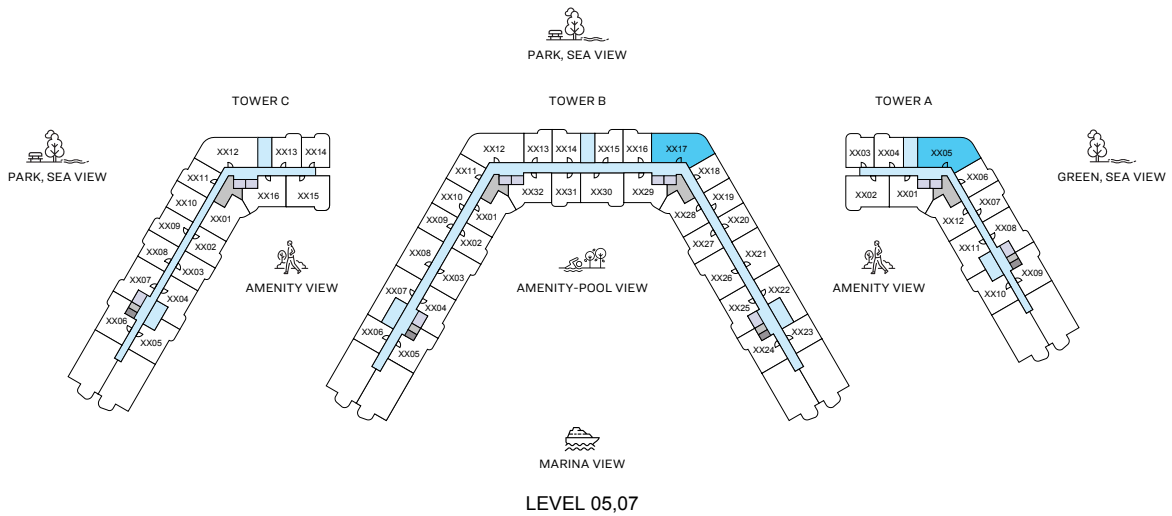 PARK, SEA VIEW
TOWER C
TOWER B
TOWER A
PARK, SEA VIEW
GREEN, SEA VIEW
XX12
XX13
XX14
XX11
XX10
XX09
XX08
XX07
XX06
XX05
XX04
XX03
XX02
XX01
XX16
XX15
AMENITY VIEW
XX12
XX13
XX14
XX15
XX16
XX17
XX11
XX10
XX09
XX08
XX07
XX06
XX05
XX04
XX03
XX02
XX01
XX32
XX31
XX30
XX29
XX28
XX27
XX26
XX25
XX24
XX18
XX19
XX20
XX21
XX22
XX23
AMENITY-POOL VIEW
AMENITY VIEW
XX03
XX04
XX05
XX02
XX01
XX06
XX07
XX08
XX09
XX12
XX11
XX10
MARINA VIEW
LEVEL 05,07